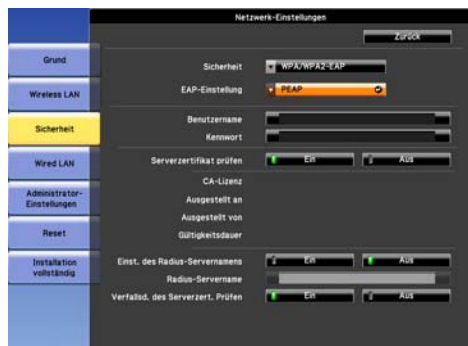 Netzwerk-Einstellungen
Zurück
Grund
Wireless LAN
Sicherheit
Wired LAN
Administrator-
Einstellungen
Reset
Installation
vollständig
Sicherheit WPA/WPA2-EAP
EAP-Einstellung PEAP
Benutzername
Kennwort
Serverzertifikat prüfen Ein Aus
CA-Lizenz
Ausgestellt an
Ausgestellt von
Gültigkeitsdauer
Einst. des Radius-Servernamens Ein Aus
Radius-Servername
Verfallsd. des Serverzert. Prüfen Ein Aus